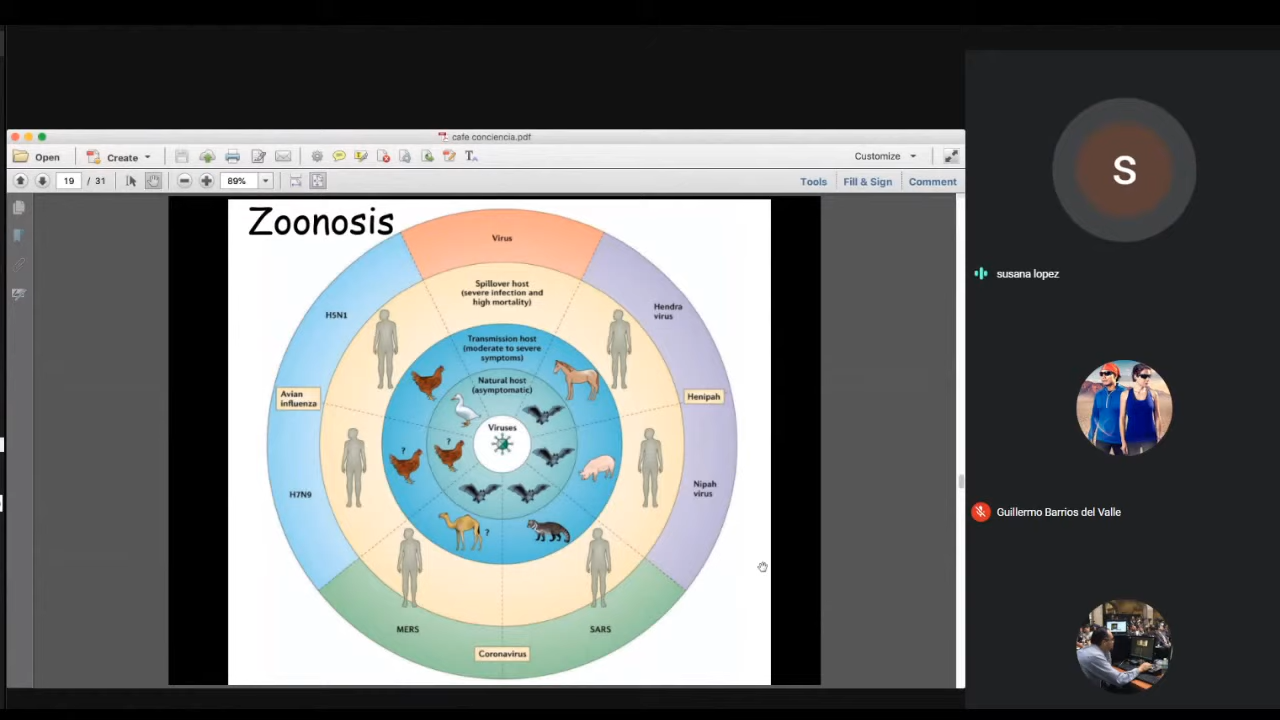 cafe conciencia.pdf
Open
Create
Customize
19 / 31
89%
Tools
Fill & Sign
Comment
Zoonosis
Virus
Spillover host
(severe infection and
high mortality)
Transmission host
(moderate to severe
symptoms)
Natural host
(asymptomatic)
Viruses
H5N1
Hendra
virus
Avian
influenza
Henipah
?
?
H7N9
Nipah
virus
?
MERS
SARS
Coronavirus
S
susana lopez
Guillermo Barrios del Valle